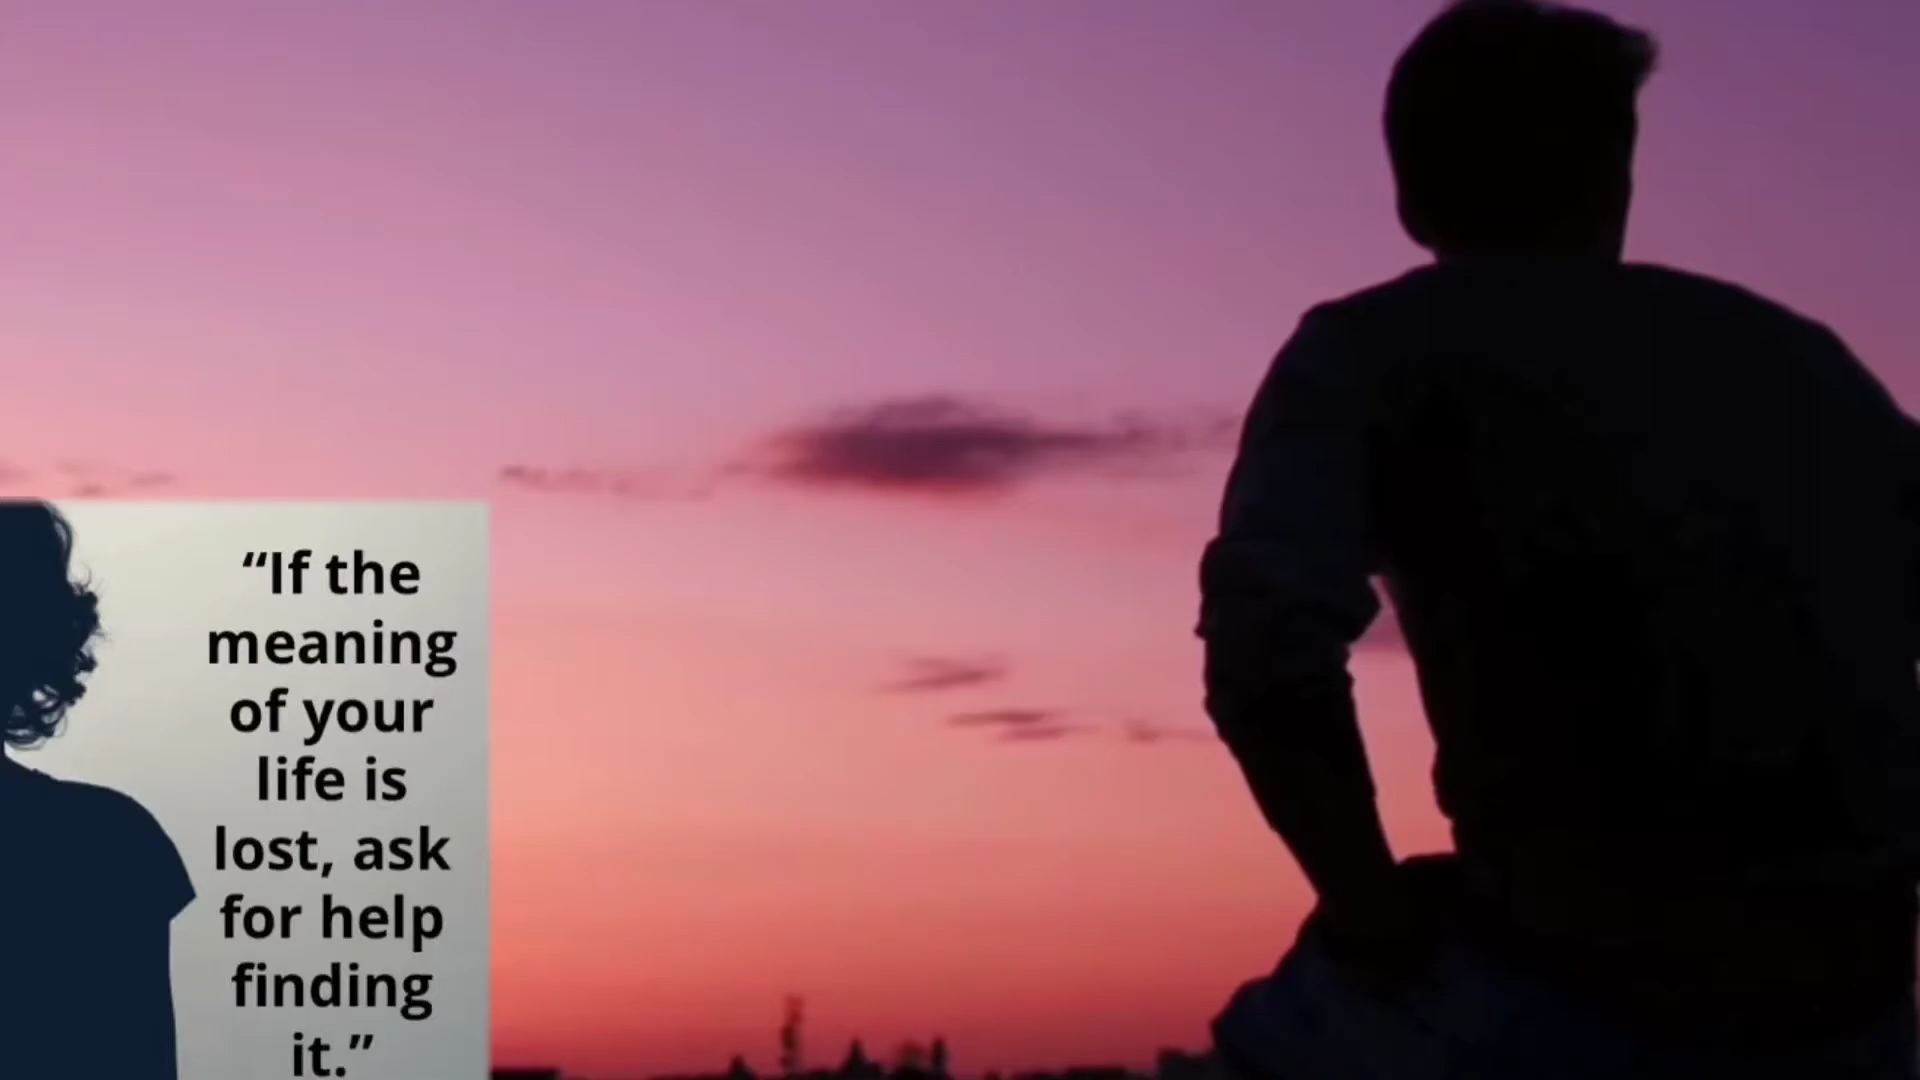 “If the
meaning
of your
life is
lost, ask
for help
finding
it.”